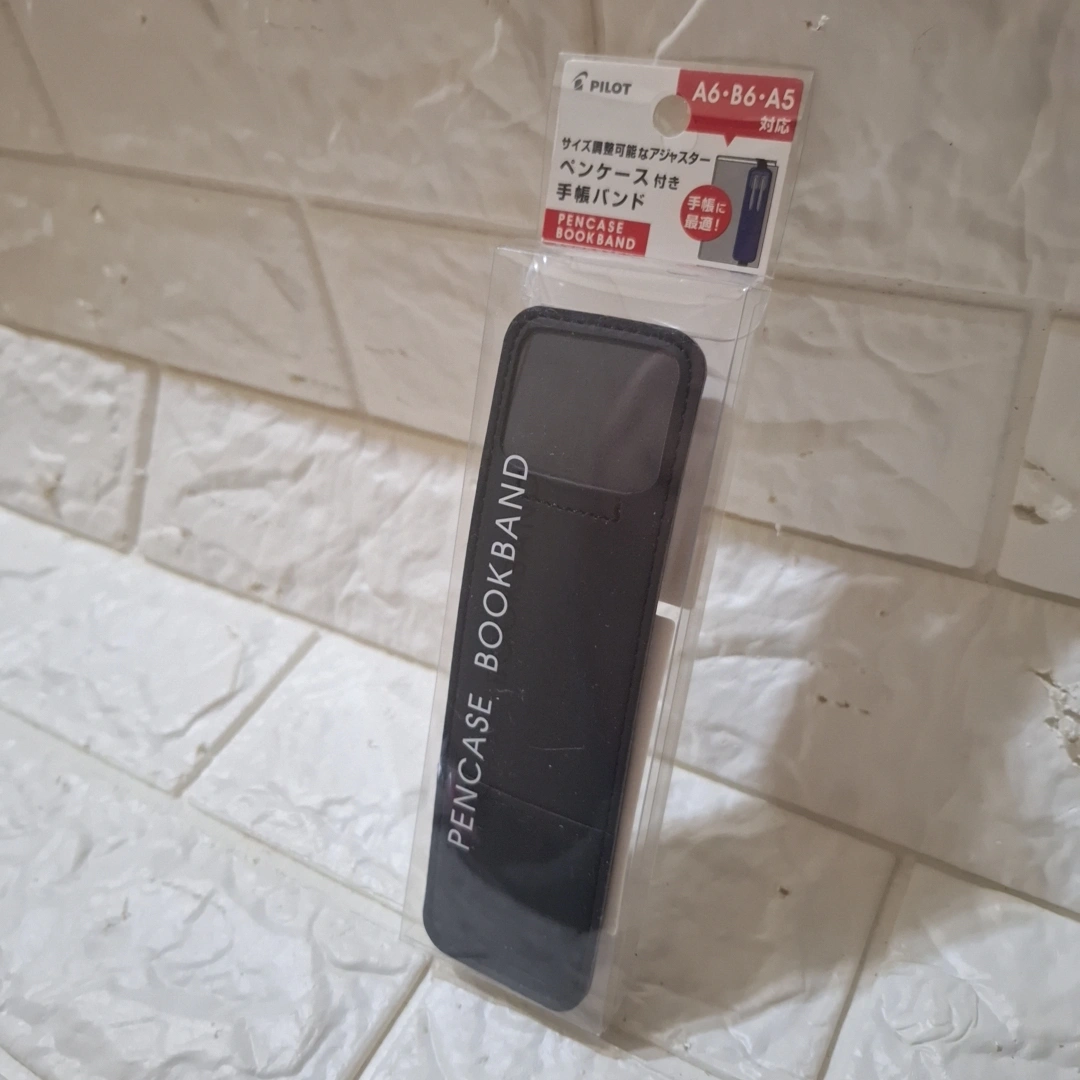 PILOT
A6・B6・A5
対応
サイズ調整可能なアジャスター
ペンケース付き
手帳バンド
手帳に
最適！
PENCASE
BOOKBAND
PENCASE BOOKBAND